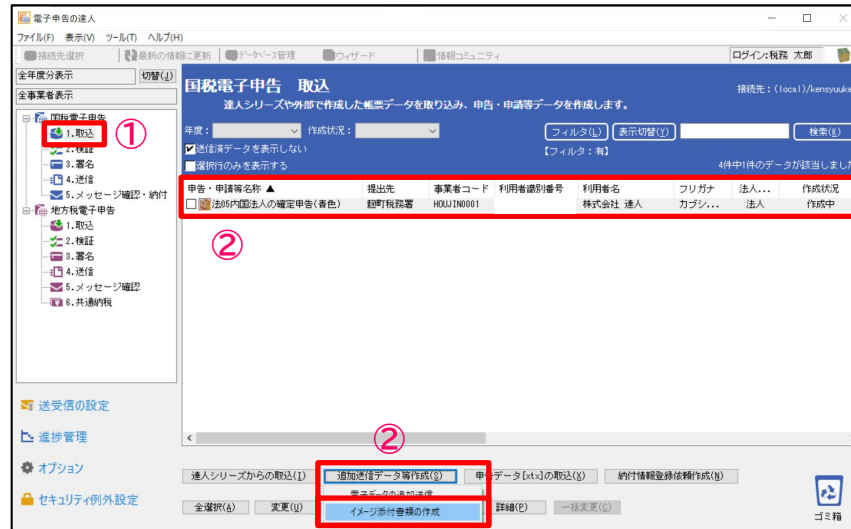 電子申告の達人
ファイル(F) 表示(V) ツール(T) ヘルプ(H)
接続先選択 最新の情報に更新 データベース管理 ウィザード 情報コミュニティ ログイン:税務 太郎
全年度分表示 切替(J)
全事業者表示
国税電子申告 取込
接続先:(local)/kensyuuka
達人シリーズや外部で作成した帳票データを取り込み、申告・申請等データを作成します。
年度: 作成状況: フィルタ(L) 表示切替(Y) 検索(K)
送信済データを表示しない 【フィルタ:有】
選択行のみを表示する 4件中1件のデータが該当しました
国税電子申告
1.取込 ①
2.検証
3.署名
4.送信
5.メッセージ確認・納付
地方税電子申告
1.取込
2.検証
3.署名
4.送信
5.メッセージ確認
6.共通納税
申告・申請等名称 ▲ 提出先 事業者コード 利用者識別番号 利用者名 フリガナ 法人... 作成状況
法05内国法人の確定申告(青色) 麹町税務署 HOUJIN0001 株式会社 達人 カブシ... 法人 作成中
②
送受信の設定
進捗管理
オプション
セキュリティ例外設定
②
達人シリーズからの取込(I) 追加送信データ等作成(S) 申告データ[xtx]の取込(X) 納付情報登録依頼作成(N)
電子データの追加送信
全選択(A) 変更(U) イメージ添付書類の作成 詳細(P) 一括変更(C)
ゴミ箱